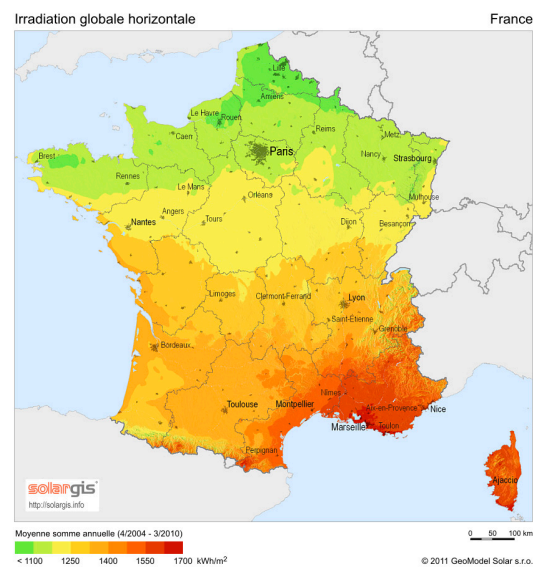 Irradiation globale horizontale France
Lille
Amiens
Le Havre
Rouen
Caen
Reims
Metz
Paris
Nancy
Strasbourg
Brest
Rennes
Le Mans
Orléans
Mulhouse
Angers
Tours
Dijon
Besançon
Nantes
Limoges
Clermont-Ferrand
Lyon
Saint-Étienne
Grenoble
Bordeaux
Nîmes
Toulouse
Montpellier
Aix-en-Provence
Nice
Marseille
Toulon
Perpignan
Ajaccio
solargis
http://solargis.info
Moyenne somme annuelle (4/2004 - 3/2010)
0 50 100 km
< 1100 1250 1400 1550 1700 kWh/m²
© 2011 GeoModel Solar s.r.o.